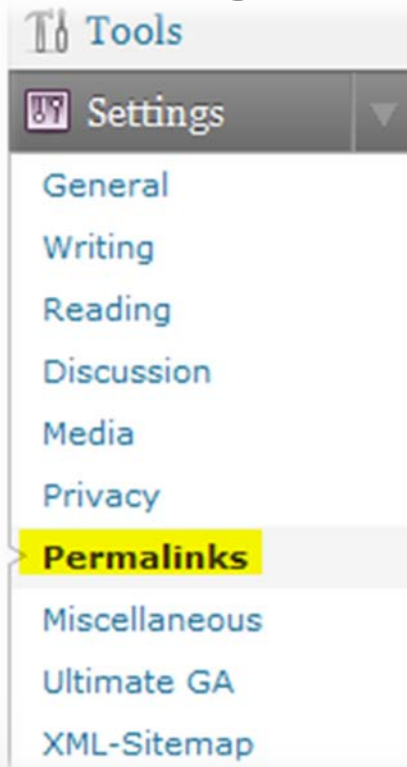 Tools
Settings
General
Writing
Reading
Discussion
Media
Privacy
Permalinks
Miscellaneous
Ultimate GA
XML-Sitemap